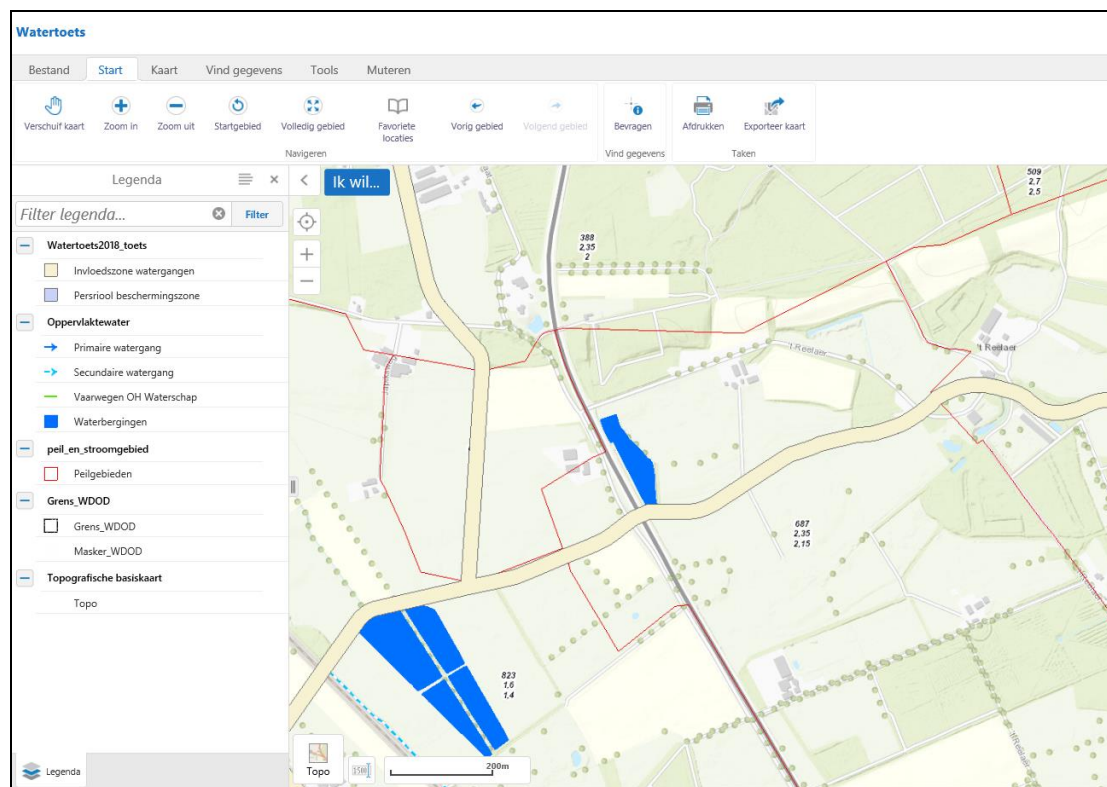 Watertoets
Bestand Start Kaart Vind gegevens Tools Muteren
Verschuif kaart Zoom in Zoom uit Startgebied Volledig gebied Favoriete locaties Vorig gebied Volgend gebied Bevragen Afdrukken Exporteer kaart
Navigeren Vind gegevens Taken
Legenda
Ik wil...
Filter legenda... Filter
Watertoets2018_toets
Invloedszone watergangen
Persriool beschermingszone
Oppervlaktewater
Primaire watergang
Secundaire watergang
Vaarwegen OH Waterschap
Waterbergingen
peil_en_stroomgebied
Peilgebieden
Grens_WDOD
Grens_WDOD
Masker_WDOD
Topografische basiskaart
Topo
Legenda
509
2,7
2,5
388
2,35
2
't Reelaer
't Reelaer
687
2,35
2,15
823
1,6
1,4
Topo
200m